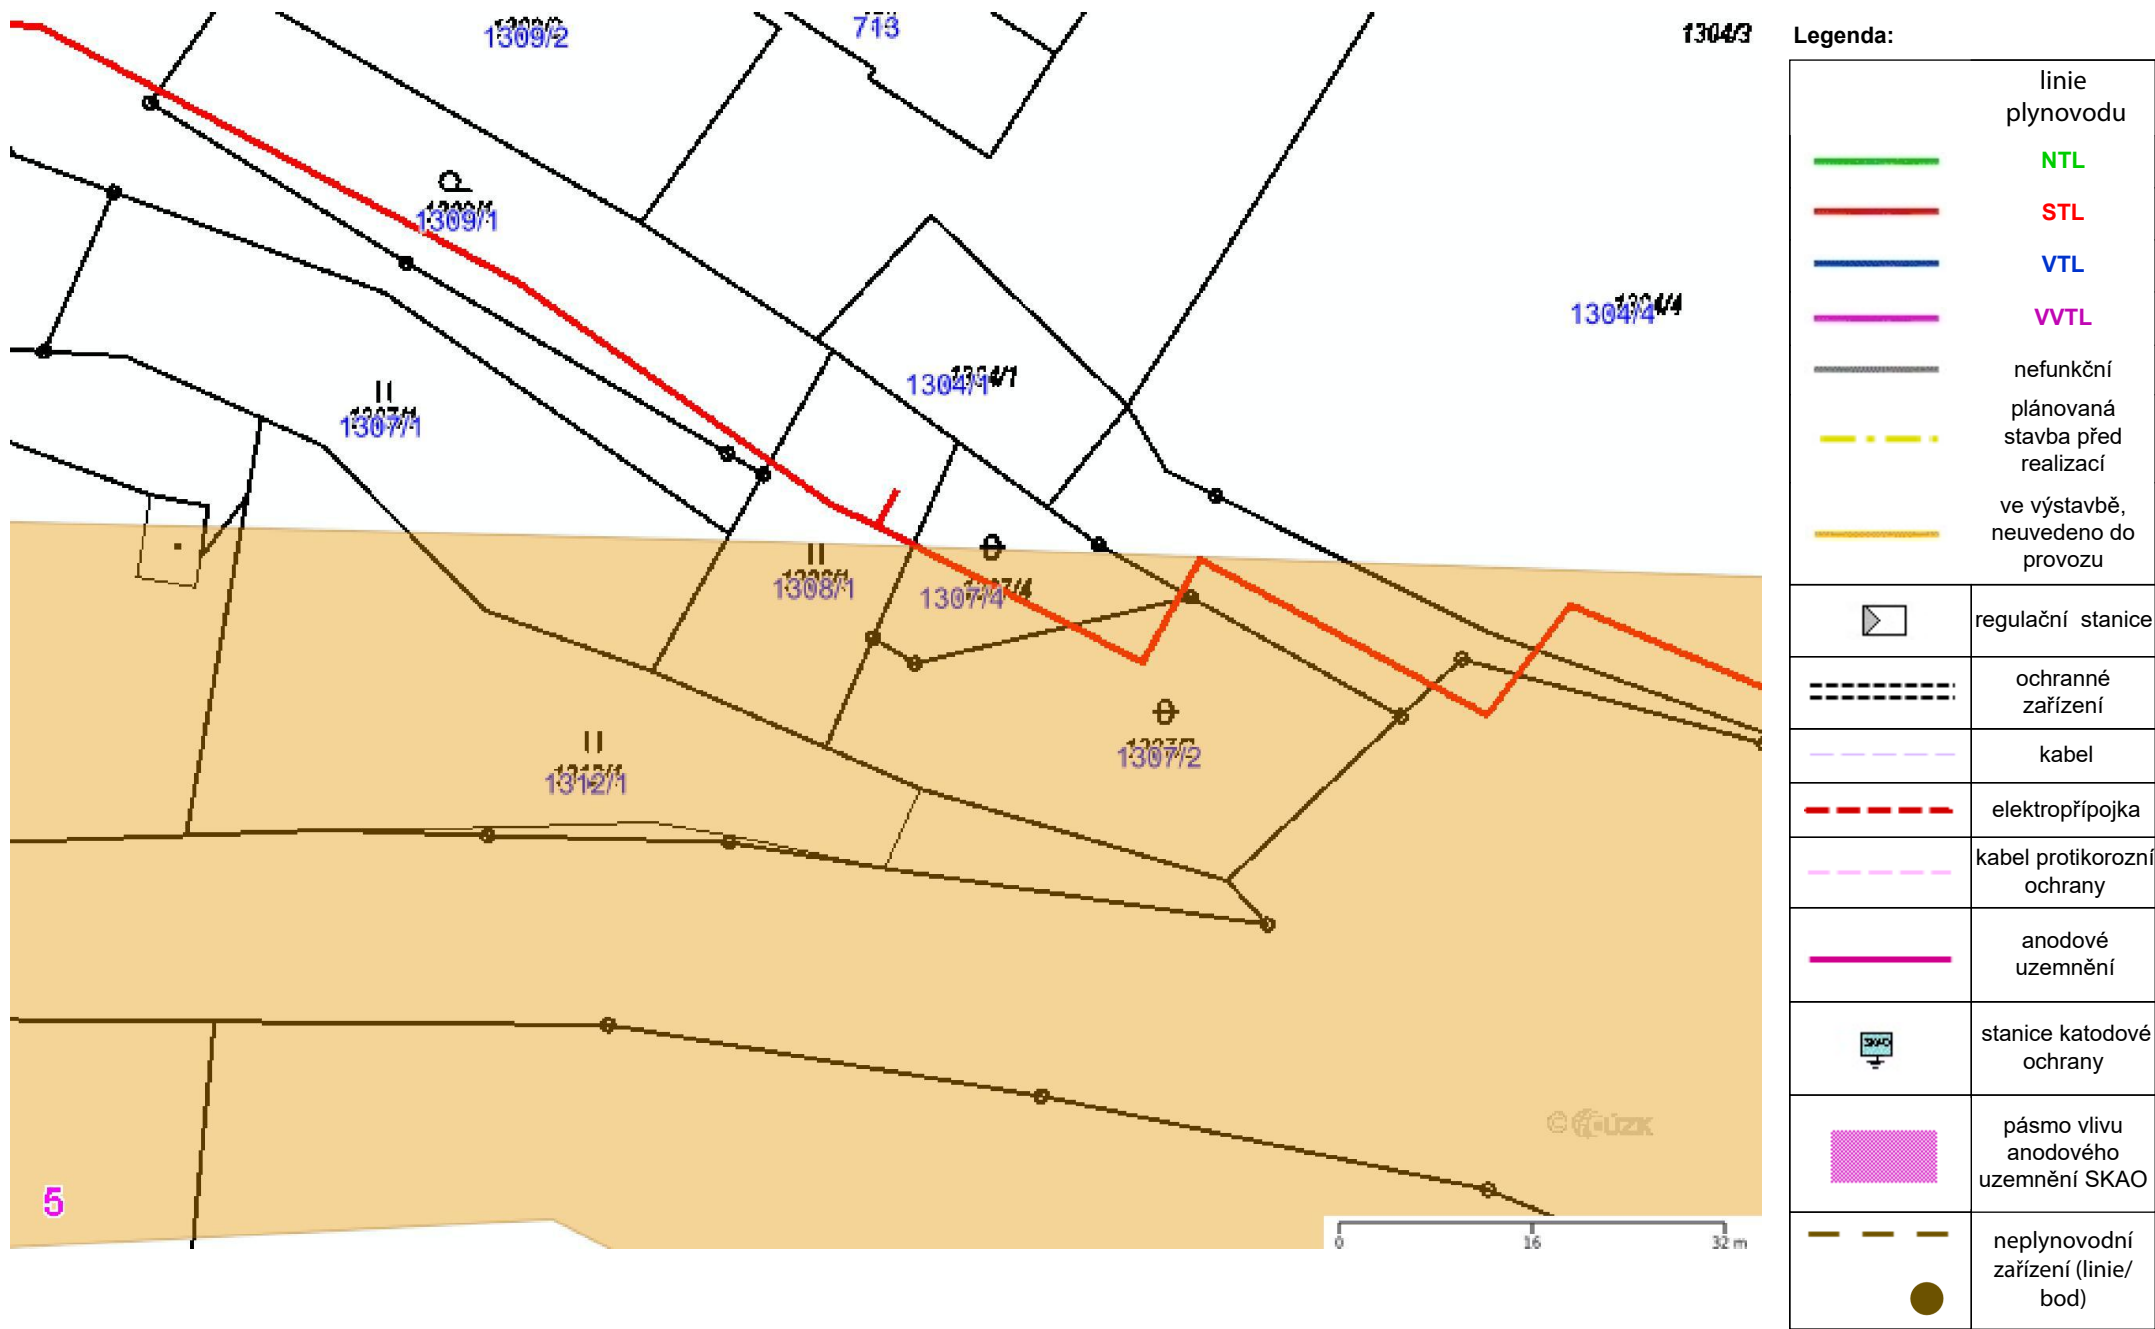 1309/2
713
1304/3
1309/1
1304/4
1304/1
1307/1
1308/1
1307/4
1307/2
1312/1
5
©ČÚZK
0 16 32 m
Legenda:
linie
plynovodu
NTL
STL
VTL
VVTL
nefunkční
plánovaná
stavba před
realizací
ve výstavbě,
neuvedeno do
provozu
regulační stanice
ochranné
zařízení
kabel
elektropřípojka
kabel protikorozní
ochrany
anodové
uzemnění
SKAO
stanice katodové
ochrany
pásmo vlivu
anodového
uzemnění SKAO
neplynovodní
zařízení (linie/
bod)